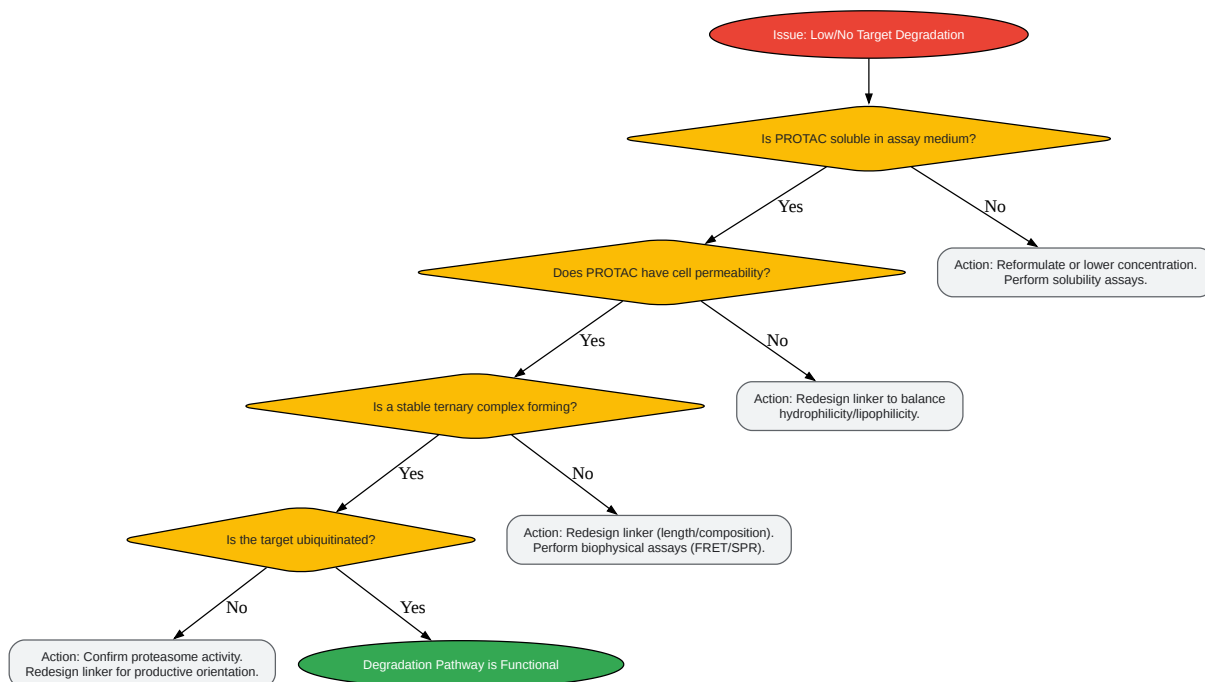 Issue: Low/No Target Degradation
Is PROTAC soluble in assay medium?
Yes
No
Does PROTAC have cell permeability?
Action: Reformulate or lower concentration.
Perform solubility assays.
Yes
No
Is a stable ternary complex forming?
Action: Redesign linker to balance
hydrophilicity/lipophilicity.
Yes
No
Is the target ubiquitinated?
Action: Redesign linker (length/composition).
Perform biophysical assays (FRET/SPR).
No
Yes
Action: Confirm proteasome activity.
Redesign linker for productive orientation.
Degradation Pathway is Functional